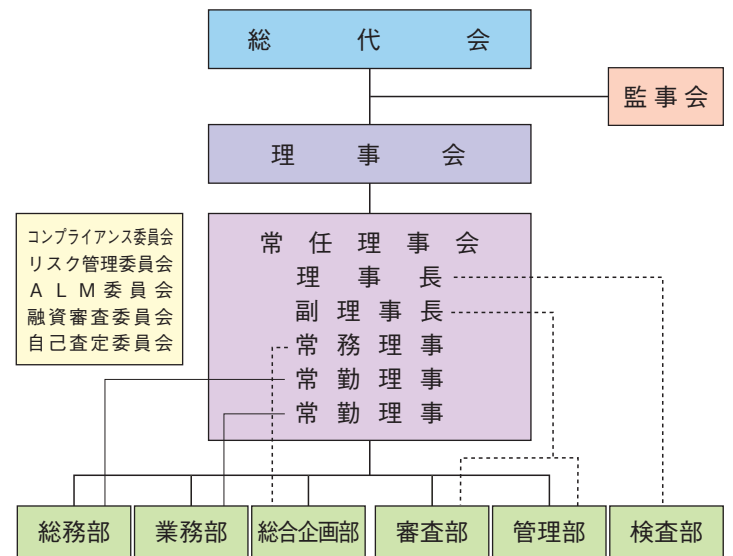 総代会
監事会
理事会
コンプライアンス委員会
リスク管理委員会
ALM委員会
融資審査委員会
自己査定委員会
常任理事会
理事長
副理事長
常務理事
常勤理事
常勤理事
総務部
業務部
総合企画部
審査部
管理部
検査部